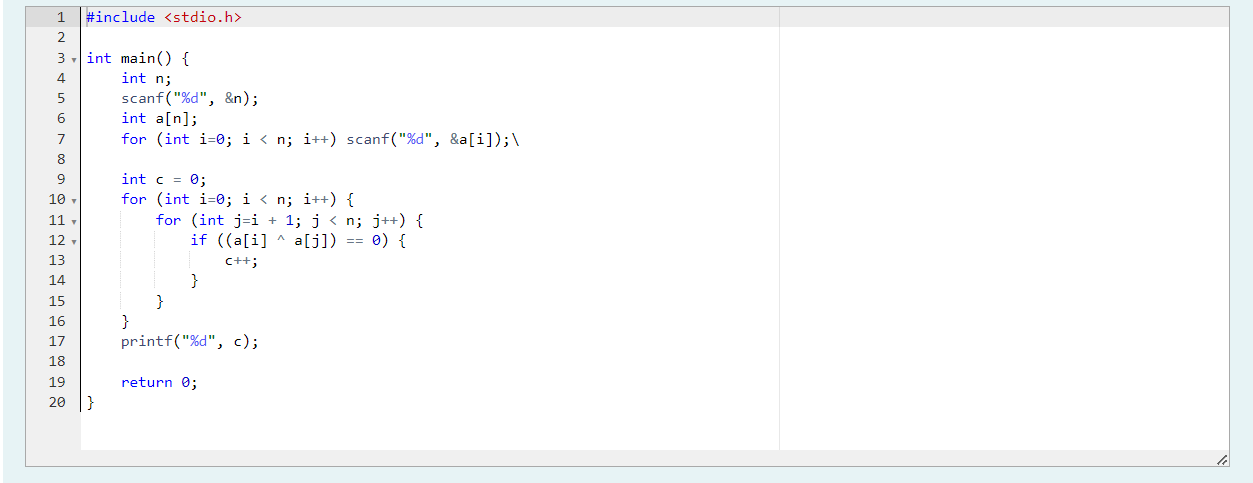 1 #include <stdio.h>
2
3 int main() {
4     int n;
5     scanf("%d", &n);
6     int a[n];
7     for (int i=0; i < n; i++) scanf("%d", &a[i]);\
8
9     int c = 0;
10     for (int i=0; i < n; i++) {
11         for (int j=i + 1; j < n; j++) {
12             if ((a[i] ^ a[j]) == 0) {
13                 c++;
14             }
15         }
16     }
17     printf("%d", c);
18
19     return 0;
20 }